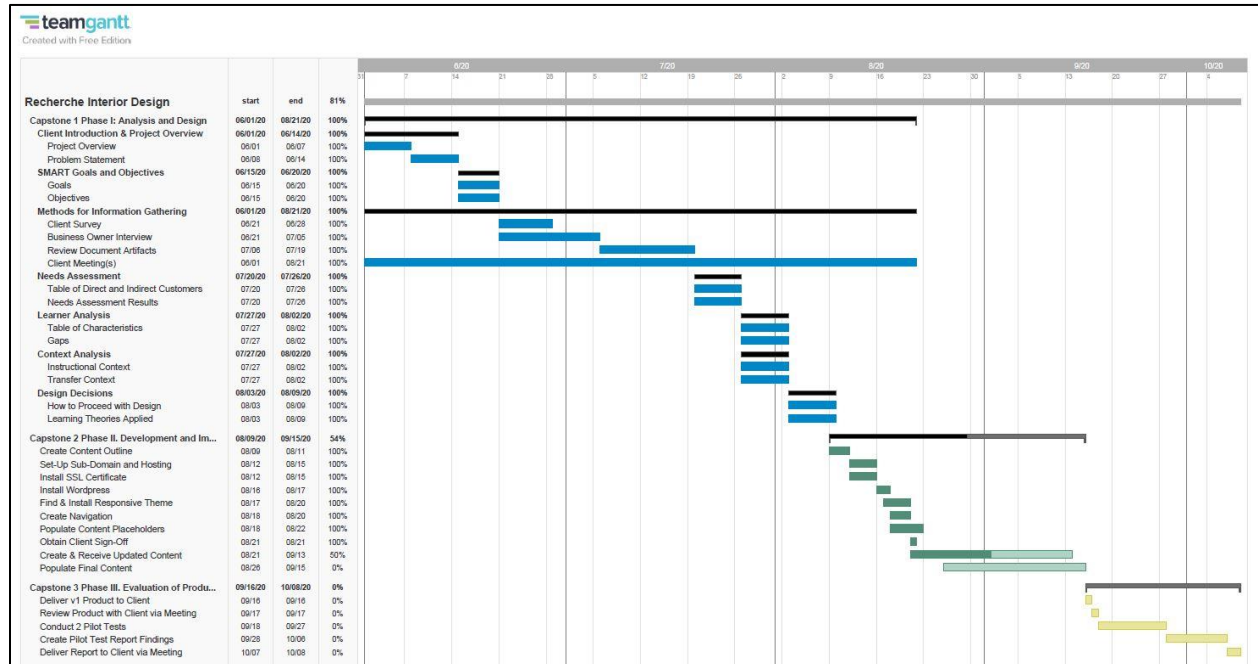 teamgantt
Created with Free Edition
6/20 7/20 8/20 9/20 10/20
31 7 14 21 28 5 12 19 26 2 9 16 23 30 6 13 20 27 4
Recherche Interior Design start end 81%
Capstone 1 Phase I: Analysis and Design 06/01/20 08/21/20 100%
Client Introduction & Project Overview 06/01/20 06/14/20 100%
Project Overview 06/01 06/07 100%
Problem Statement 06/08 06/14 100%
SMART Goals and Objectives 06/15/20 06/20/20 100%
Goals 06/15 06/20 100%
Objectives 06/15 06/20 100%
Methods for Information Gathering 06/01/20 08/21/20 100%
Client Survey 06/21 06/28 100%
Business Owner Interview 06/21 07/05 100%
Review Document Artifacts 07/06 07/19 100%
Client Meeting(s) 06/01 08/21 100%
Needs Assessment 07/20/20 07/26/20 100%
Table of Direct and Indirect Customers 07/20 07/26 100%
Needs Assessment Results 07/20 07/26 100%
Learner Analysis 07/27/20 08/02/20 100%
Table of Characteristics 07/27 08/02 100%
Gaps 07/27 08/02 100%
Context Analysis 07/27/20 08/02/20 100%
Instructional Context 07/27 08/02 100%
Transfer Context 07/27 08/02 100%
Design Decisions 08/03/20 08/09/20 100%
How to Proceed with Design 08/03 08/09 100%
Learning Theories Applied 08/03 08/09 100%
Capstone 2 Phase II. Development and Im... 08/09/20 09/15/20 54%
Create Content Outline 08/09 08/11 100%
Set-Up Sub-Domain and Hosting 08/12 08/15 100%
Install SSL Certificate 08/12 08/15 100%
Install Wordpress 08/16 08/17 100%
Find & Install Responsive Theme 08/17 08/20 100%
Create Navigation 08/18 08/20 100%
Populate Content Placeholders 08/18 08/22 100%
Obtain Client Sign-Off 08/21 08/21 100%
Create & Receive Updated Content 08/21 09/13 50%
Populate Final Content 08/26 09/15 0%
Capstone 3 Phase III. Evaluation of Produ... 09/16/20 10/08/20 0%
Deliver v1 Product to Client 09/16 09/16 0%
Review Product with Client via Meeting 09/17 09/17 0%
Conduct 2 Pilot Tests 09/18 09/27 0%
Create Pilot Test Report Findings 09/28 10/06 0%
Deliver Report to Client via Meeting 10/07 10/08 0%